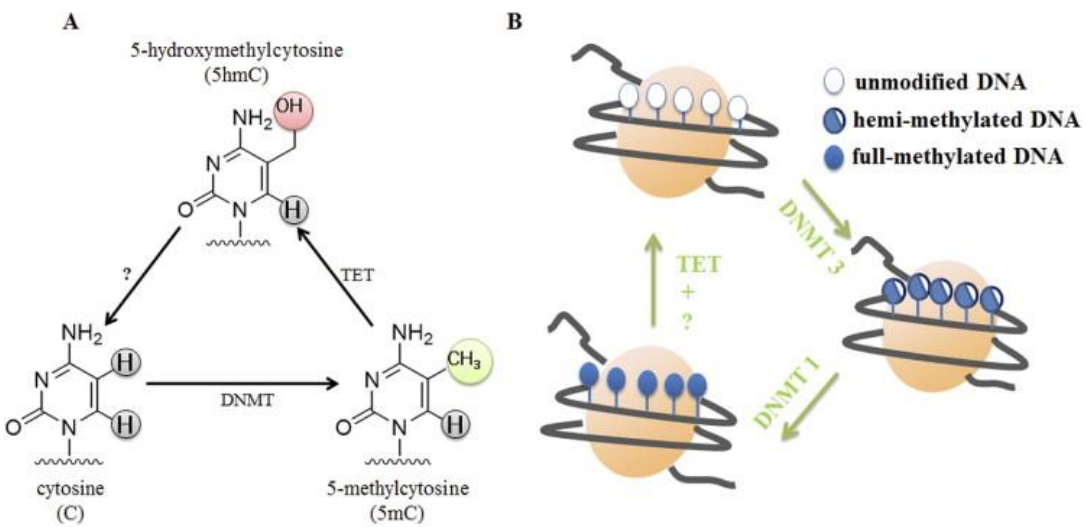 A
5-hydroxymethylcytosine
(5hmC)
NH2
OH
N
O
N
H
?
TET
NH2
H
N
O
N
H
cytosine
(C)
DNMT
NH2
CH3
N
O
N
H
5-methylcytosine
(5mC)
B
unmodified DNA
hemi-methylated DNA
full-methylated DNA
DNMT 3
TET
+
?
DNMT 1